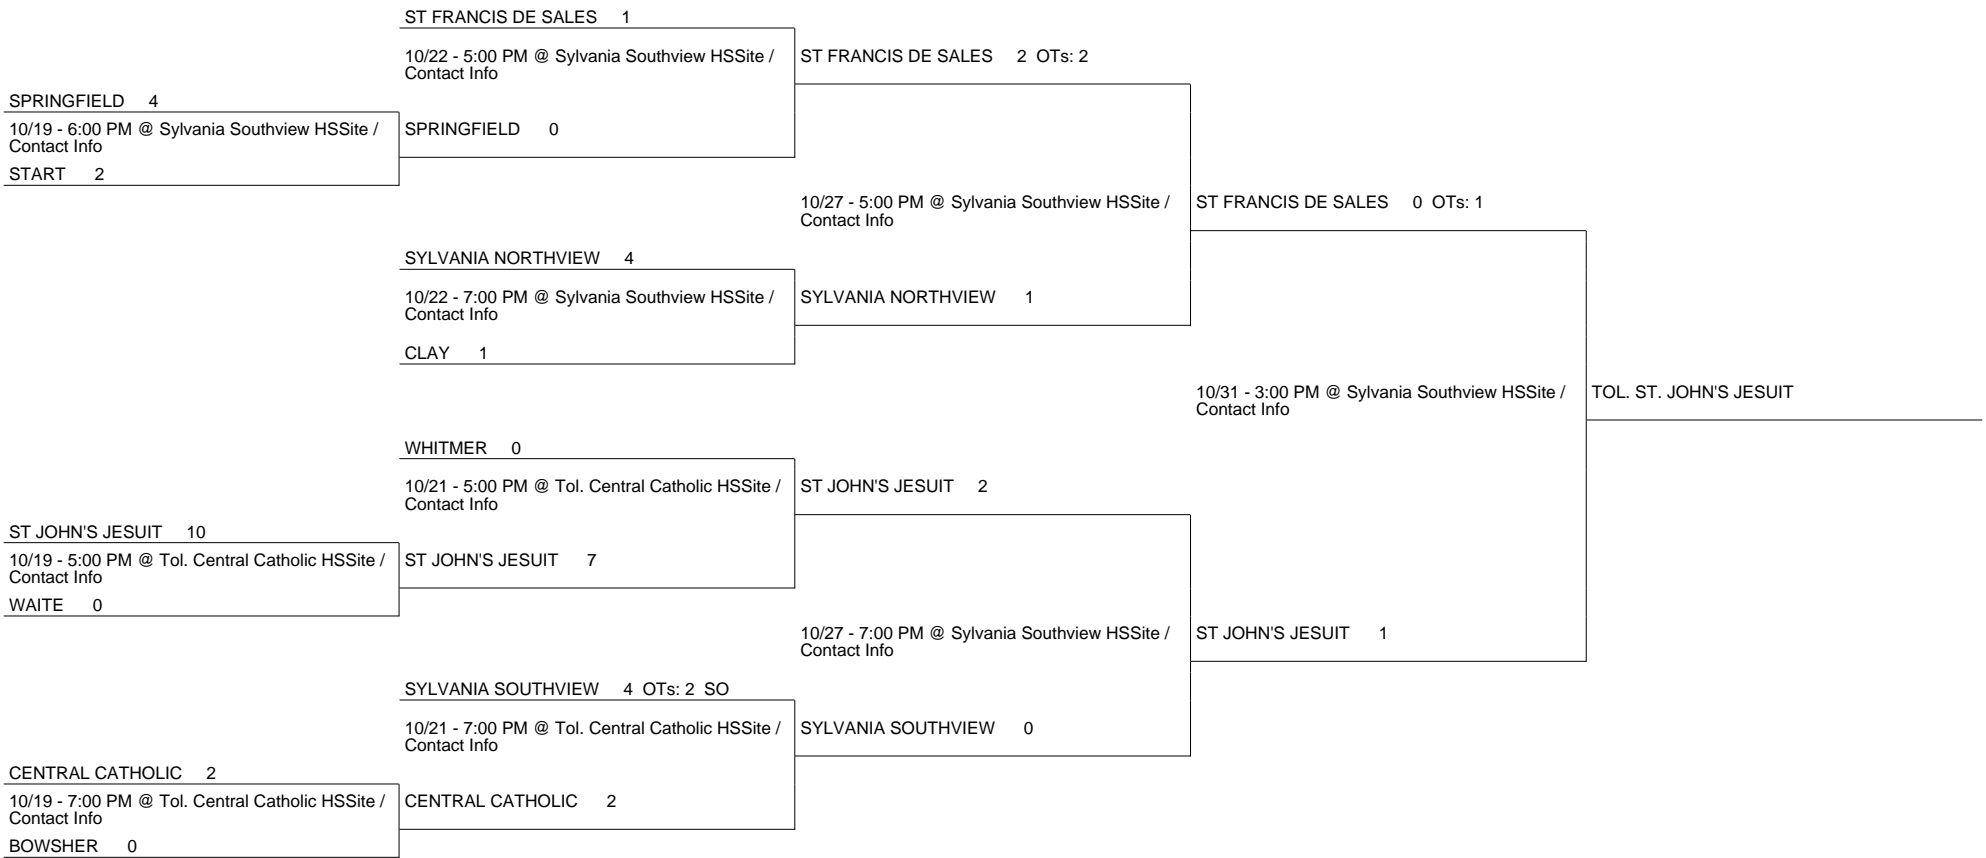 ST FRANCIS DE SALES 1
10/22 - 5:00 PM @ Sylvania Southview HSSite /
Contact Info
ST FRANCIS DE SALES 2 OTs: 2
SPRINGFIELD 4
10/19 - 6:00 PM @ Sylvania Southview HSSite /
Contact Info
SPRINGFIELD 0
START 2
10/27 - 5:00 PM @ Sylvania Southview HSSite /
Contact Info
ST FRANCIS DE SALES 0 OTs: 1
SYLVANIA NORTHVIEW 4
10/22 - 7:00 PM @ Sylvania Southview HSSite /
Contact Info
SYLVANIA NORTHVIEW 1
CLAY 1
10/31 - 3:00 PM @ Sylvania Southview HSSite /
Contact Info
TOL. ST. JOHN'S JESUIT
WHITMER 0
10/21 - 5:00 PM @ Tol. Central Catholic HSSite /
Contact Info
ST JOHN'S JESUIT 2
ST JOHN'S JESUIT 10
10/19 - 5:00 PM @ Tol. Central Catholic HSSite /
Contact Info
ST JOHN'S JESUIT 7
WAITE 0
10/27 - 7:00 PM @ Sylvania Southview HSSite /
Contact Info
ST JOHN'S JESUIT 1
SYLVANIA SOUTHVIEW 4 OTs: 2 SO
10/21 - 7:00 PM @ Tol. Central Catholic HSSite /
Contact Info
SYLVANIA SOUTHVIEW 0
CENTRAL CATHOLIC 2
10/19 - 7:00 PM @ Tol. Central Catholic HSSite /
Contact Info
CENTRAL CATHOLIC 2
BOWSHER 0